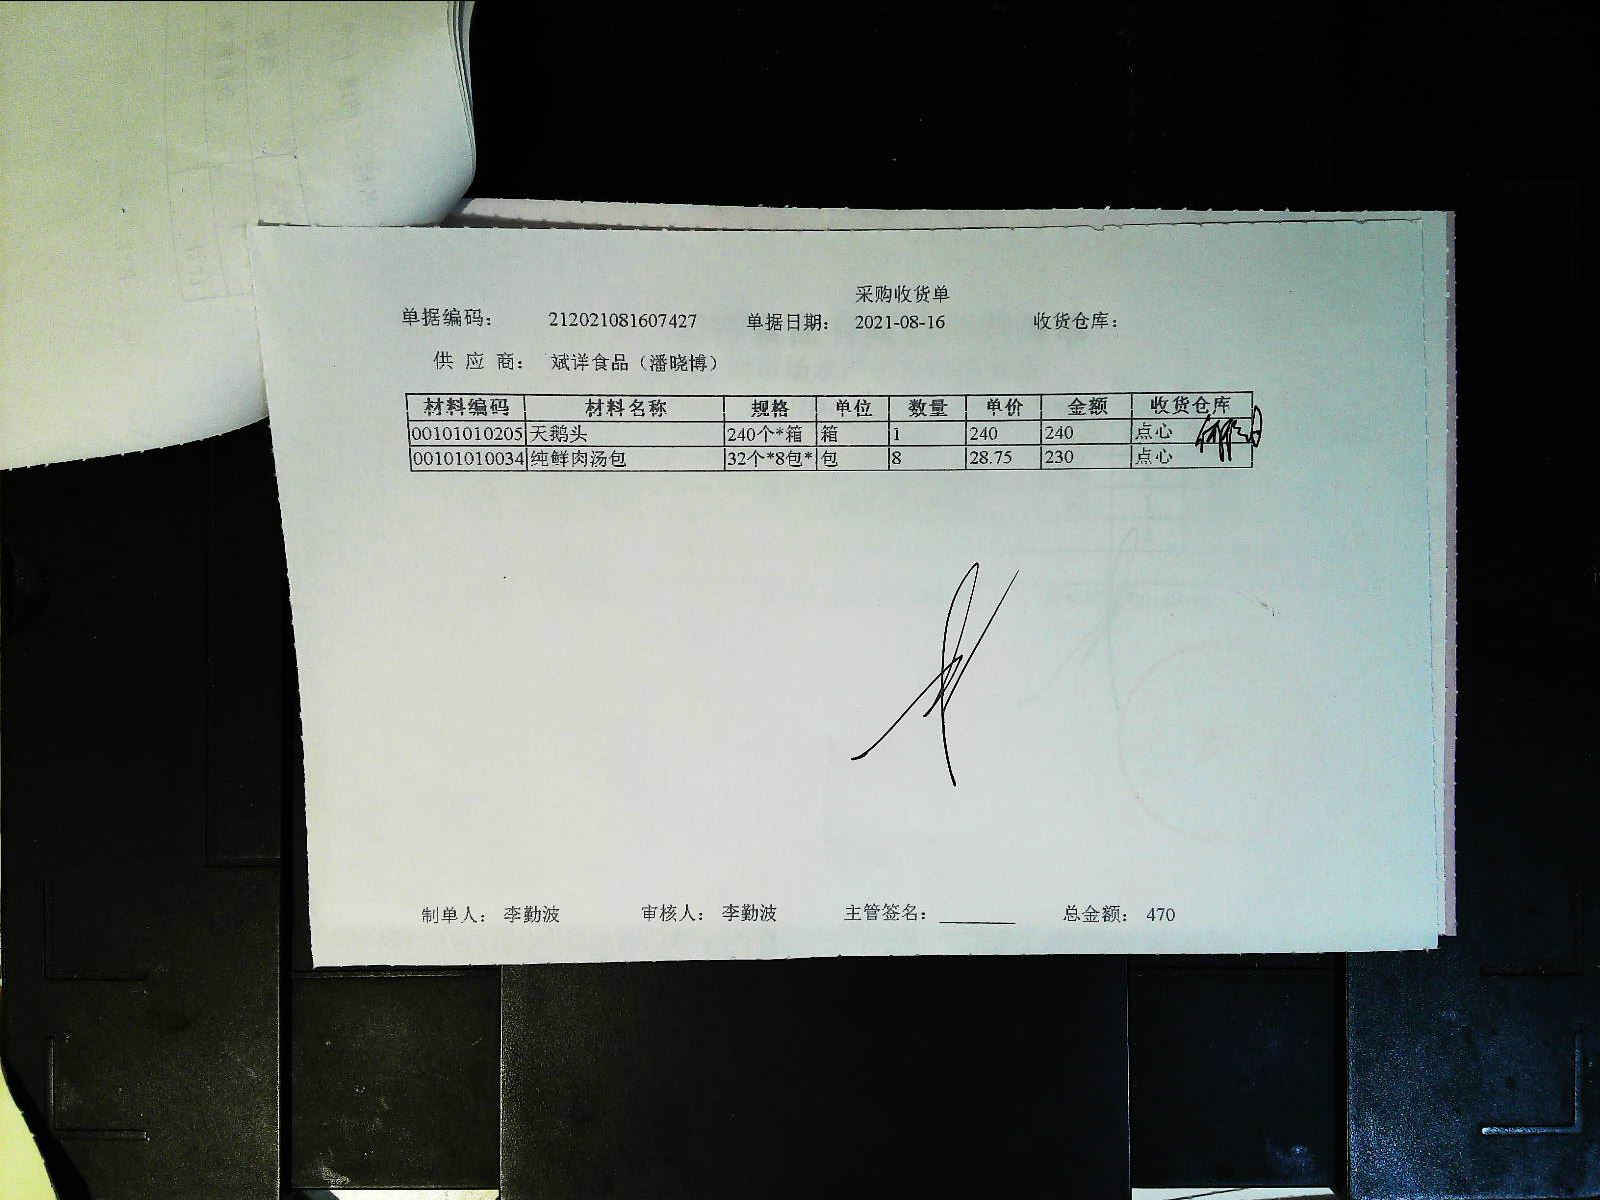 采购收货单
单据编码： 212021081607427 单据日期： 2021-08-16 收货仓库：
供 应 商： 斌详食品（潘晓博）
材料编码 材料名称 规格 单位 数量 单价 金额 收货仓库
00101010205 天鹅头 240个*箱 箱 1 240 240 点心
00101010034 纯鲜肉汤包 32个*8包* 包 8 28.75 230 点心
制单人： 李勤波 审核人： 李勤波 主管签名： 总金额： 470